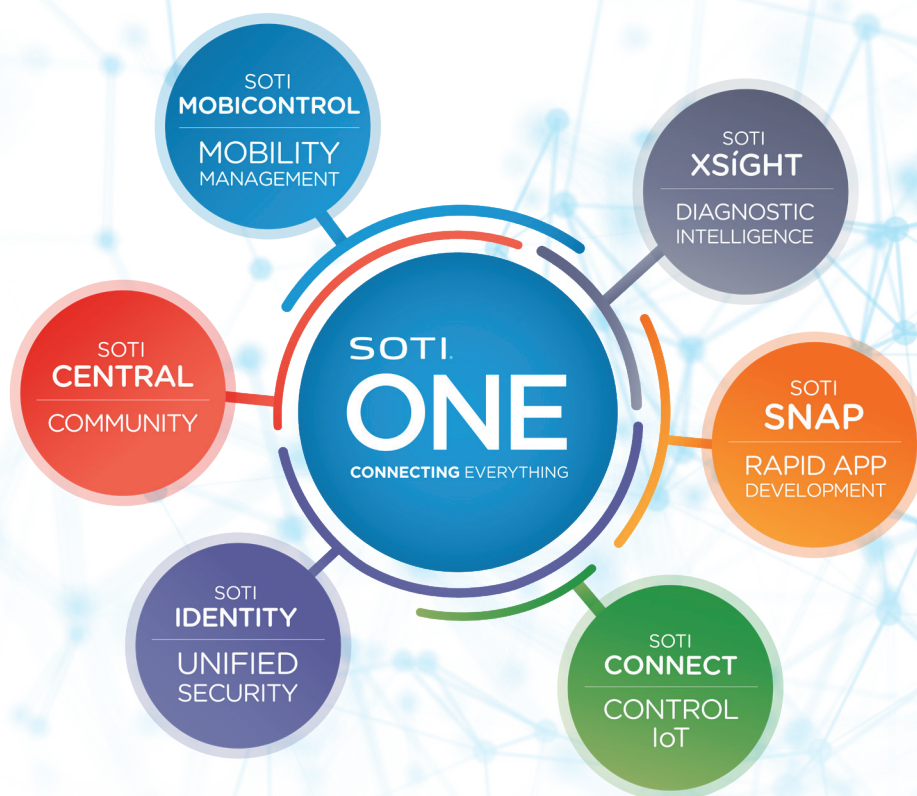 SOTI
MOBICONTROL
MOBILITY
MANAGEMENT
SOTI
XSíGHT
DIAGNOSTIC
INTELLIGENCE
SOTI
CENTRAL
COMMUNITY
SOTI.
ONE
CONNECTING EVERYTHING
SOTI
SNAP
RAPID APP
DEVELOPMENT
SOTI
IDENTITY
UNIFIED
SECURITY
SOTI
CONNECT
CONTROL
IoT